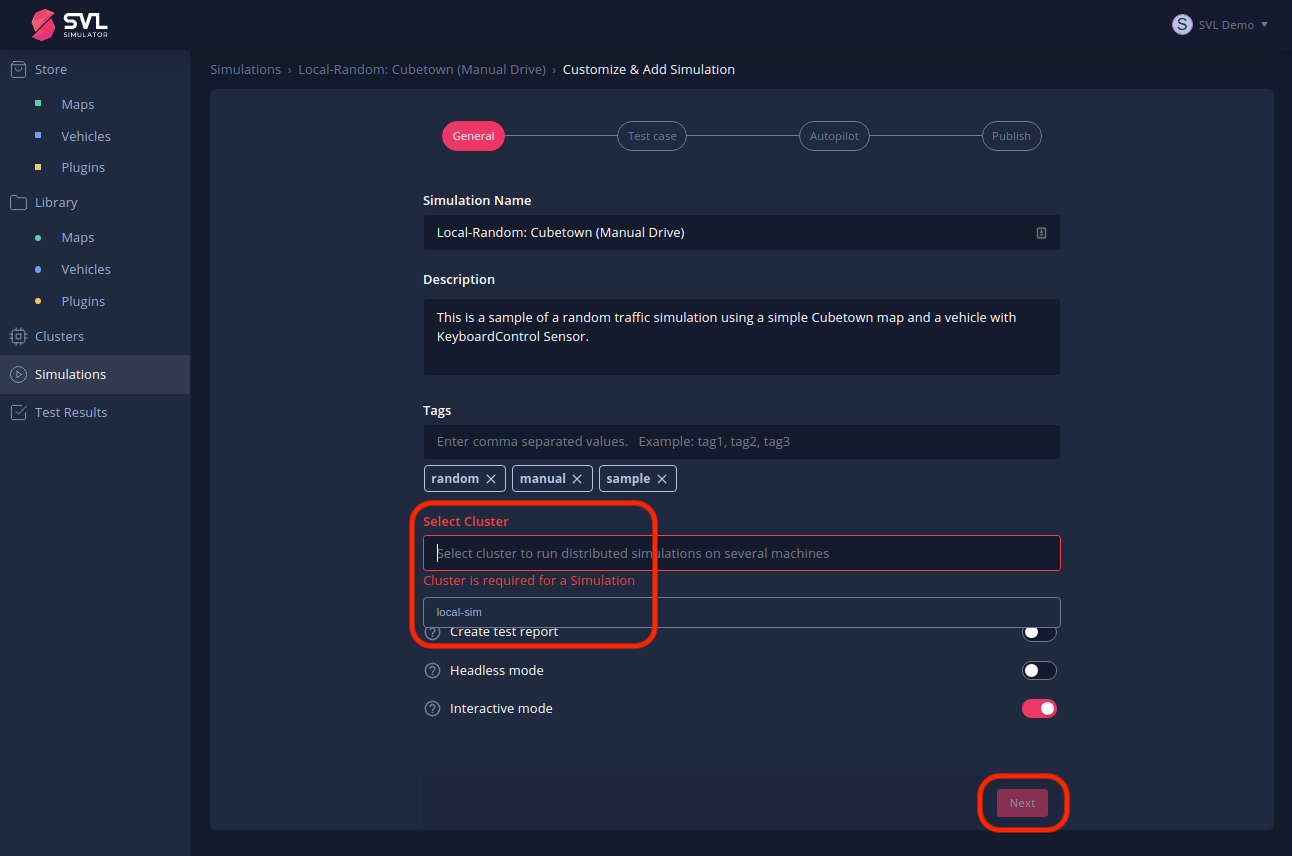 SVL
SIMULATOR
S SVL Demo
Store
Maps
Vehicles
Plugins
Library
Maps
Vehicles
Plugins
Clusters
Simulations
Test Results
Simulations › Local-Random: Cubetown (Manual Drive) › Customize & Add Simulation
General
Test case
Autopilot
Publish
Simulation Name
Local-Random: Cubetown (Manual Drive)
Description
This is a sample of a random traffic simulation using a simple Cubetown map and a vehicle with
KeyboardControl Sensor.
Tags
Enter comma separated values. Example: tag1, tag2, tag3
random
manual
sample
Select Cluster
Select cluster to run distributed simulations on several machines
Cluster is required for a Simulation
local-sim
Create test report
Headless mode
Interactive mode
Next